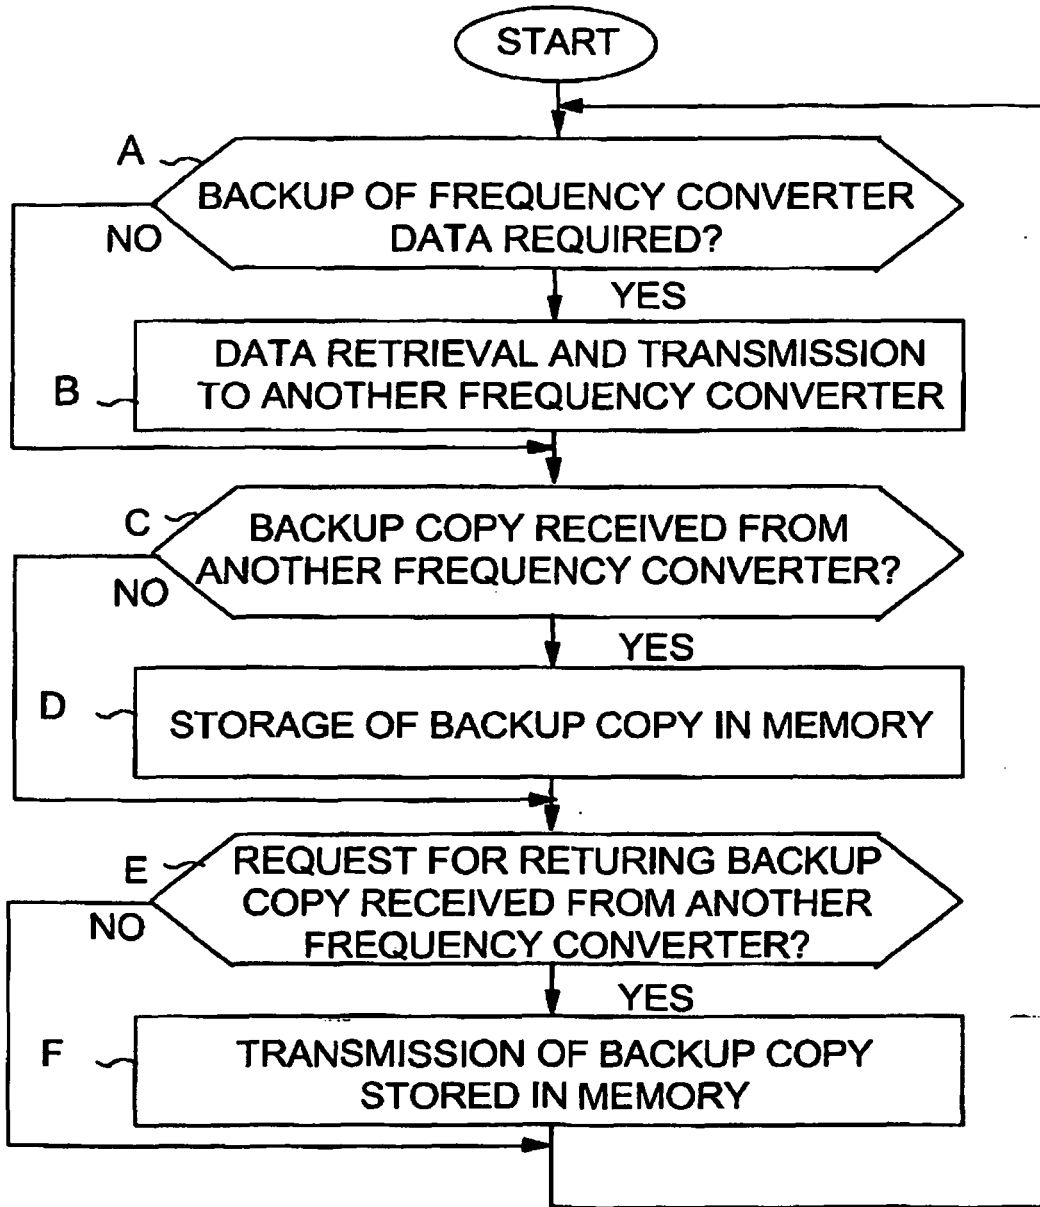 START
A
BACKUP OF FREQUENCY CONVERTER
DATA REQUIRED?
NO
YES
B
DATA RETRIEVAL AND TRANSMISSION
TO ANOTHER FREQUENCY CONVERTER
C
BACKUP COPY RECEIVED FROM
ANOTHER FREQUENCY CONVERTER?
NO
YES
D
STORAGE OF BACKUP COPY IN MEMORY
E
REQUEST FOR RETURING BACKUP
COPY RECEIVED FROM ANOTHER
FREQUENCY CONVERTER?
NO
YES
F
TRANSMISSION OF BACKUP COPY
STORED IN MEMORY